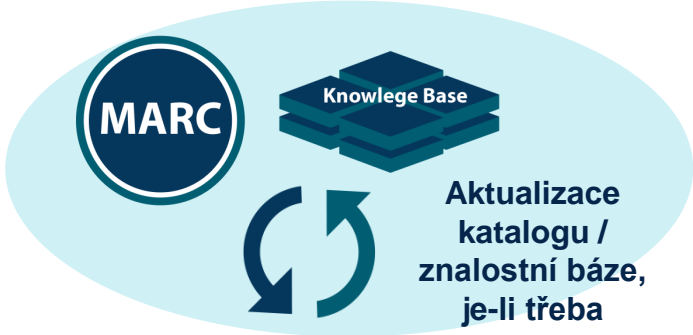 MARC
Knowlege Base
Aktualizace
katalogu /
znalostní báze,
je-li třeba